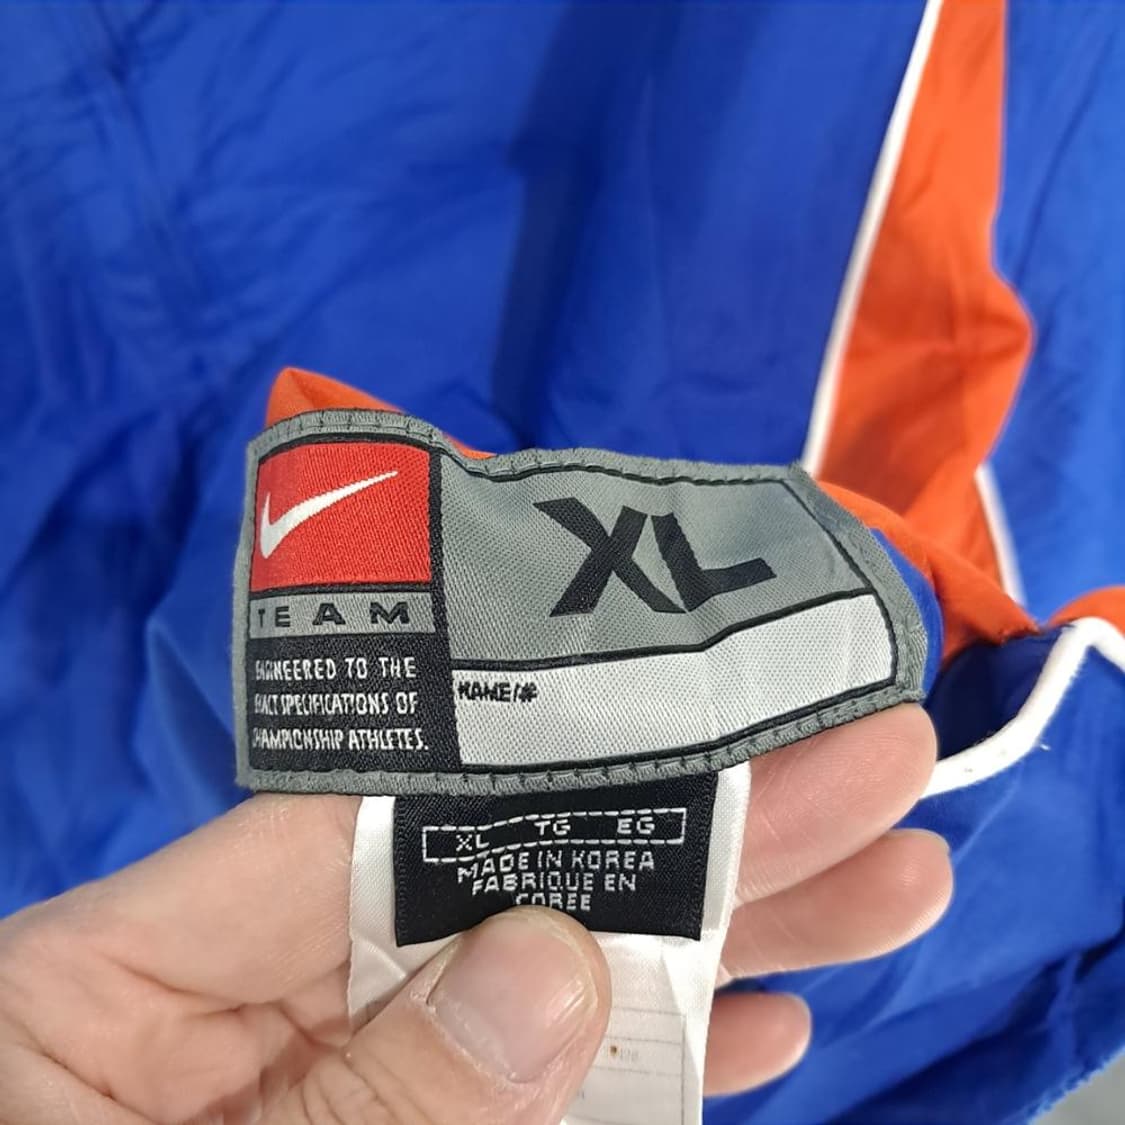 XL
TEAM
ENGINEERED TO THE
EXACT SPECIFICATIONS OF
CHAMPIONSHIP ATHLETES.
NAME/#
XL TG EG
MADE IN KOREA
FABRIQUE EN
COREE